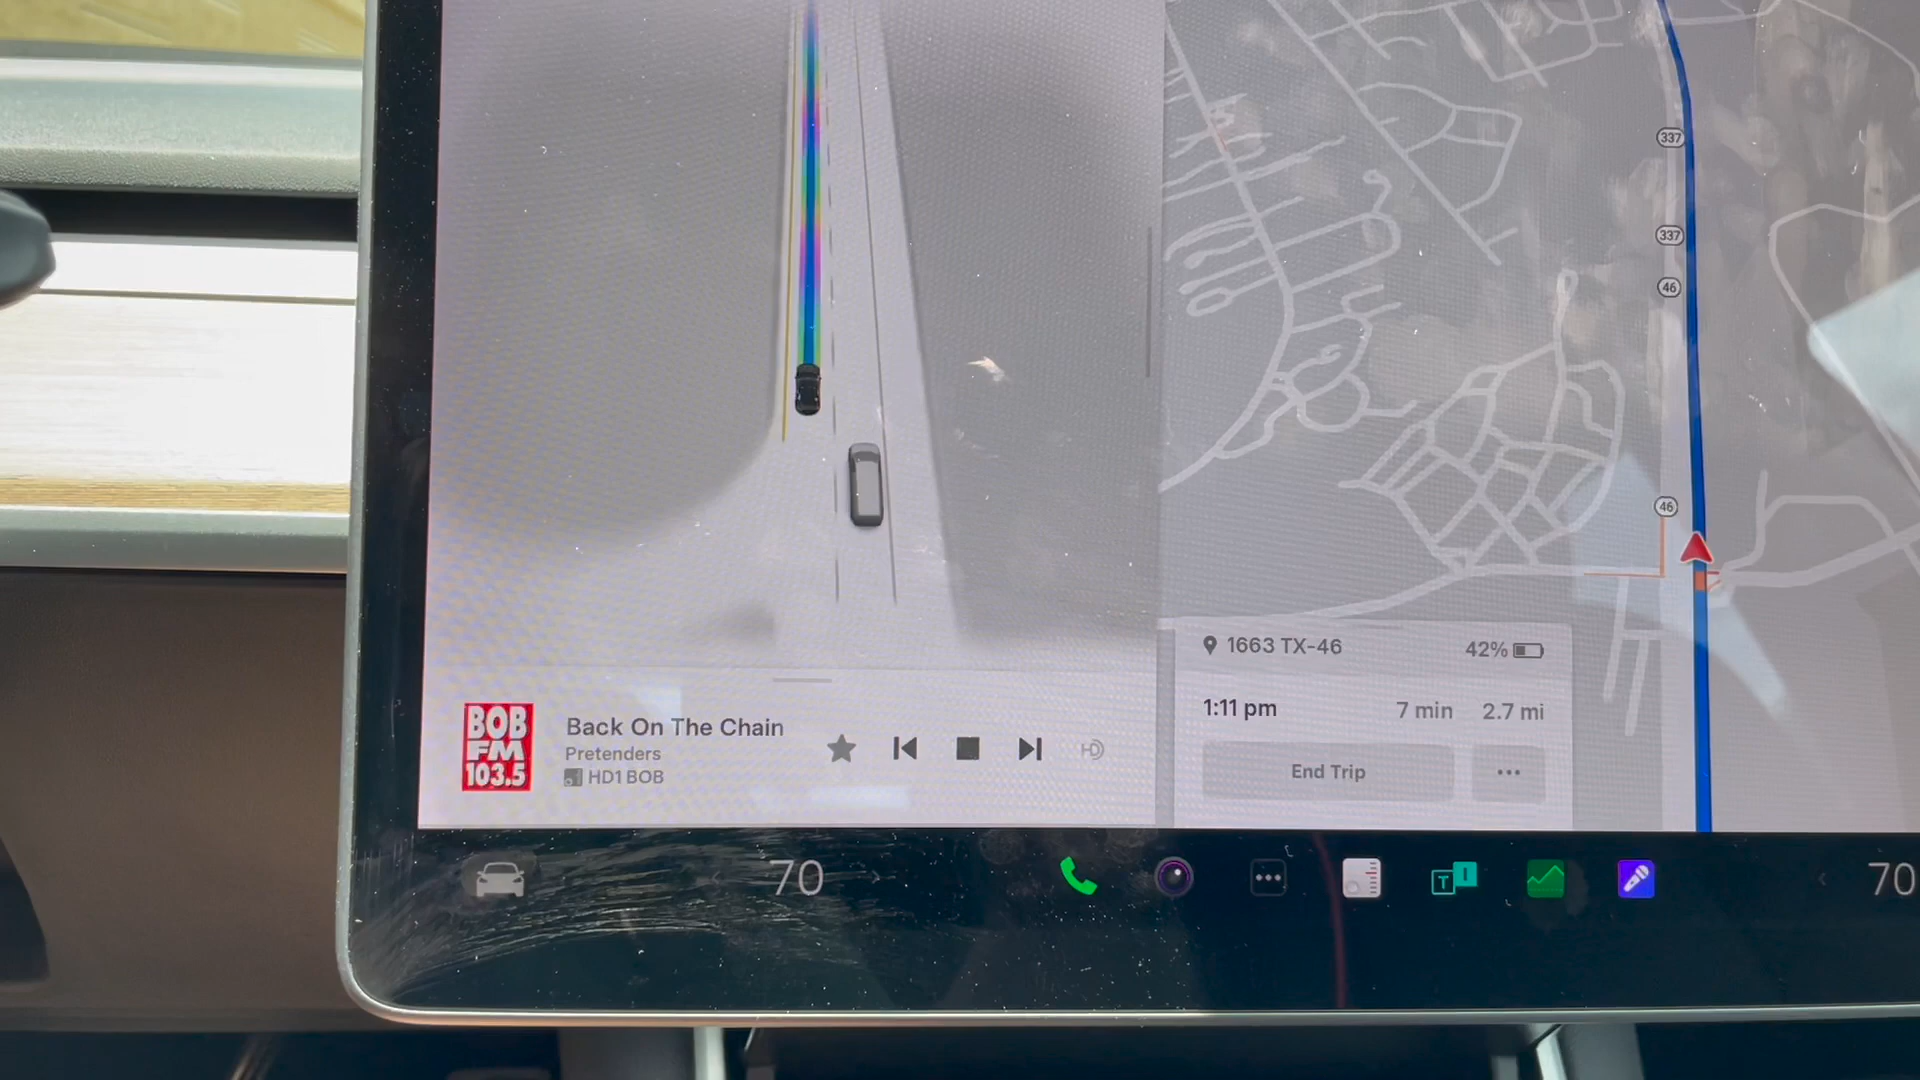 337
337
46
46
1663 TX-46
42%
1:11 pm 7 min 2.7 mi
End Trip
BOB
FM
103.5
Back On The Chain
Pretenders
HD1 BOB
HD
70
T I
70